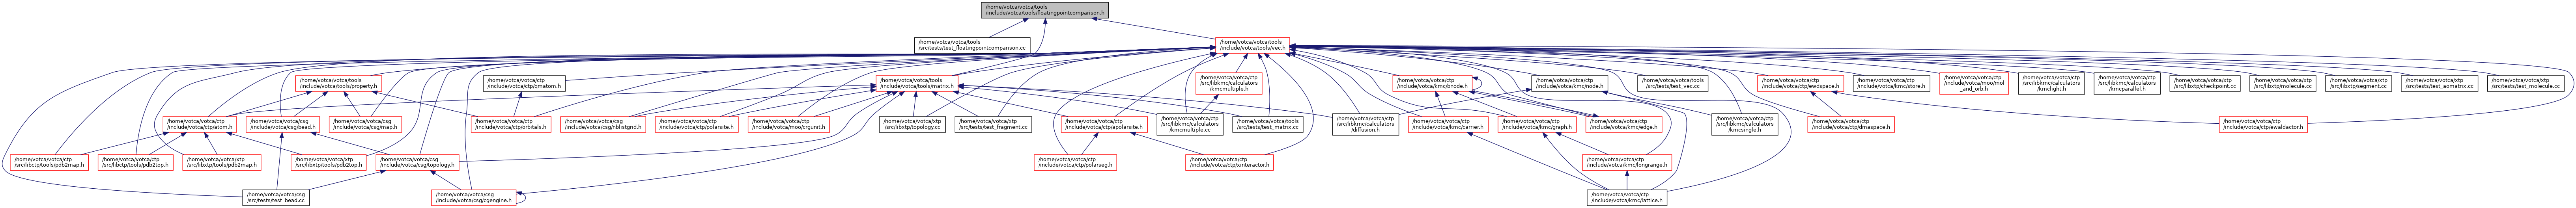 /home/votca/votca/tools
/include/votca/tools/floatingpointcomparison.h
/home/votca/votca/tools
/src/tests/test_floatingpointcomparison.cc
/home/votca/votca/tools
/include/votca/tools/vec.h
/home/votca/votca/tools
/include/votca/tools/property.h
/home/votca/votca/ctp
/include/votca/ctp/qmatom.h
/home/votca/votca/tools
/include/votca/tools/matrix.h
/home/votca/votca/ctp
/src/libkmc/calculators
/kmcmultiple.h
/home/votca/votca/ctp
/include/votca/kmc/bnode.h
/home/votca/votca/ctp
/include/votca/kmc/node.h
/home/votca/votca/tools
/src/tests/test_vec.cc
/home/votca/votca/ctp
/include/votca/ctp/ewdspace.h
/home/votca/votca/ctp
/include/votca/kmc/store.h
/home/votca/votca/ctp
/include/votca/moo/mol
_and_orb.h
/home/votca/votca/ctp
/src/libkmc/calculators
/kmclight.h
/home/votca/votca/ctp
/src/libkmc/calculators
/kmcparallel.h
/home/votca/votca/xtp
/src/libxtp/checkpoint.cc
/home/votca/votca/xtp
/src/libxtp/molecule.cc
/home/votca/votca/xtp
/src/libxtp/segment.cc
/home/votca/votca/xtp
/src/tests/test_aomatrix.cc
/home/votca/votca/xtp
/src/tests/test_molecule.cc
/home/votca/votca/ctp
/include/votca/ctp/atom.h
/home/votca/votca/csg
/include/votca/csg/bead.h
/home/votca/votca/csg
/include/votca/csg/map.h
/home/votca/votca/ctp
/include/votca/ctp/orbitals.h
/home/votca/votca/csg
/include/votca/csg/nblistgrid.h
/home/votca/votca/ctp
/include/votca/ctp/polarsite.h
/home/votca/votca/ctp
/include/votca/moo/crgunit.h
/home/votca/votca/xtp
/src/libxtp/topology.cc
/home/votca/votca/xtp
/src/tests/test_fragment.cc
/home/votca/votca/ctp
/include/votca/ctp/apolarsite.h
/home/votca/votca/ctp
/src/libkmc/calculators
/kmcmultiple.cc
/home/votca/votca/tools
/src/tests/test_matrix.cc
/home/votca/votca/ctp
/src/libkmc/calculators
/diffusion.h
/home/votca/votca/ctp
/include/votca/kmc/carrier.h
/home/votca/votca/ctp
/include/votca/kmc/graph.h
/home/votca/votca/ctp
/include/votca/kmc/edge.h
/home/votca/votca/ctp
/src/libkmc/calculators
/kmcsingle.h
/home/votca/votca/ctp
/include/votca/ctp/dmaspace.h
/home/votca/votca/ctp
/include/votca/ctp/ewaldactor.h
/home/votca/votca/ctp
/src/libctp/tools/pdb2map.h
/home/votca/votca/ctp
/src/libctp/tools/pdb2top.h
/home/votca/votca/xtp
/src/libxtp/tools/pdb2map.h
/home/votca/votca/xtp
/src/libxtp/tools/pdb2top.h
/home/votca/votca/csg
/include/votca/csg/topology.h
/home/votca/votca/ctp
/include/votca/ctp/polarseg.h
/home/votca/votca/ctp
/include/votca/ctp/xinteractor.h
/home/votca/votca/ctp
/include/votca/kmc/longrange.h
/home/votca/votca/csg
/src/tests/test_bead.cc
/home/votca/votca/csg
/include/votca/csg/cgengine.h
/home/votca/votca/ctp
/include/votca/kmc/lattice.h